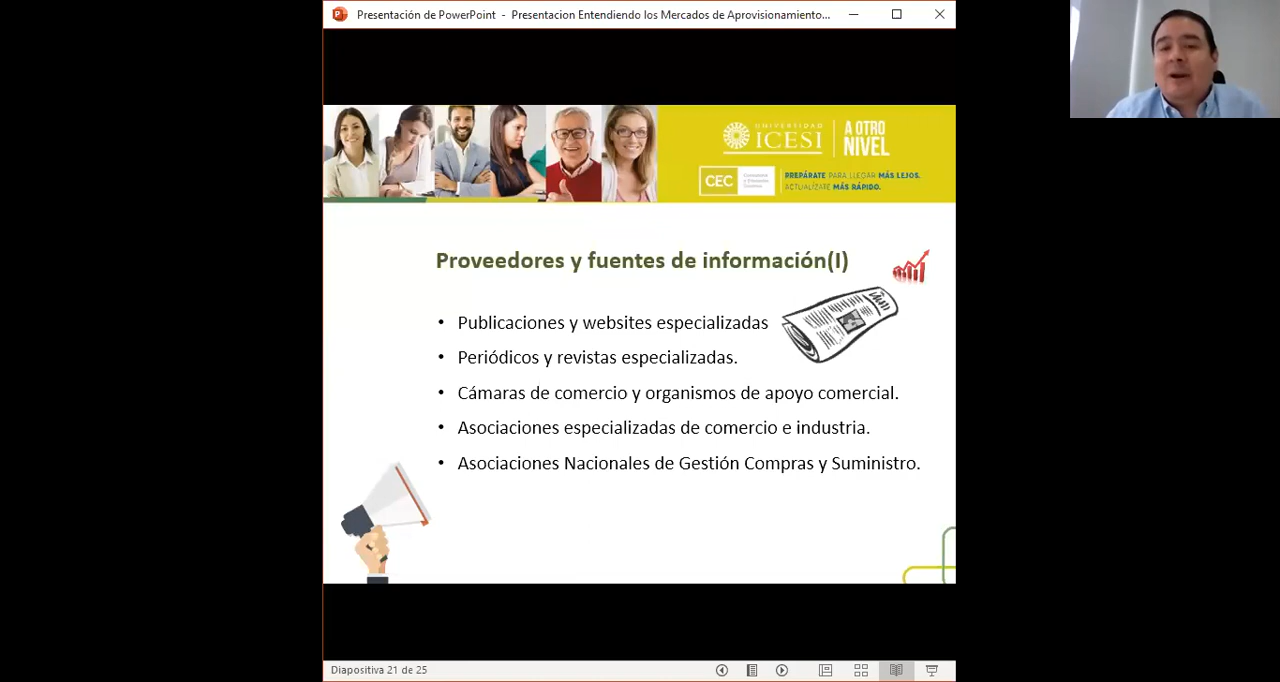 Presentación de PowerPoint - Presentacion Entendiendo los Mercados de Aprovisionamiento...
UNIVERSIDAD
ICESI
A OTRO
NIVEL
CEC
PREPÁRATE PARA LLEGAR MÁS LEJOS.
ACTUALÍZATE MÁS RÁPIDO.
Proveedores y fuentes de información(I)
• Publicaciones y websites especializadas
• Periódicos y revistas especializadas.
• Cámaras de comercio y organismos de apoyo comercial.
• Asociaciones especializadas de comercio e industria.
• Asociaciones Nacionales de Gestión Compras y Suministro.
Diapositiva 21 de 25